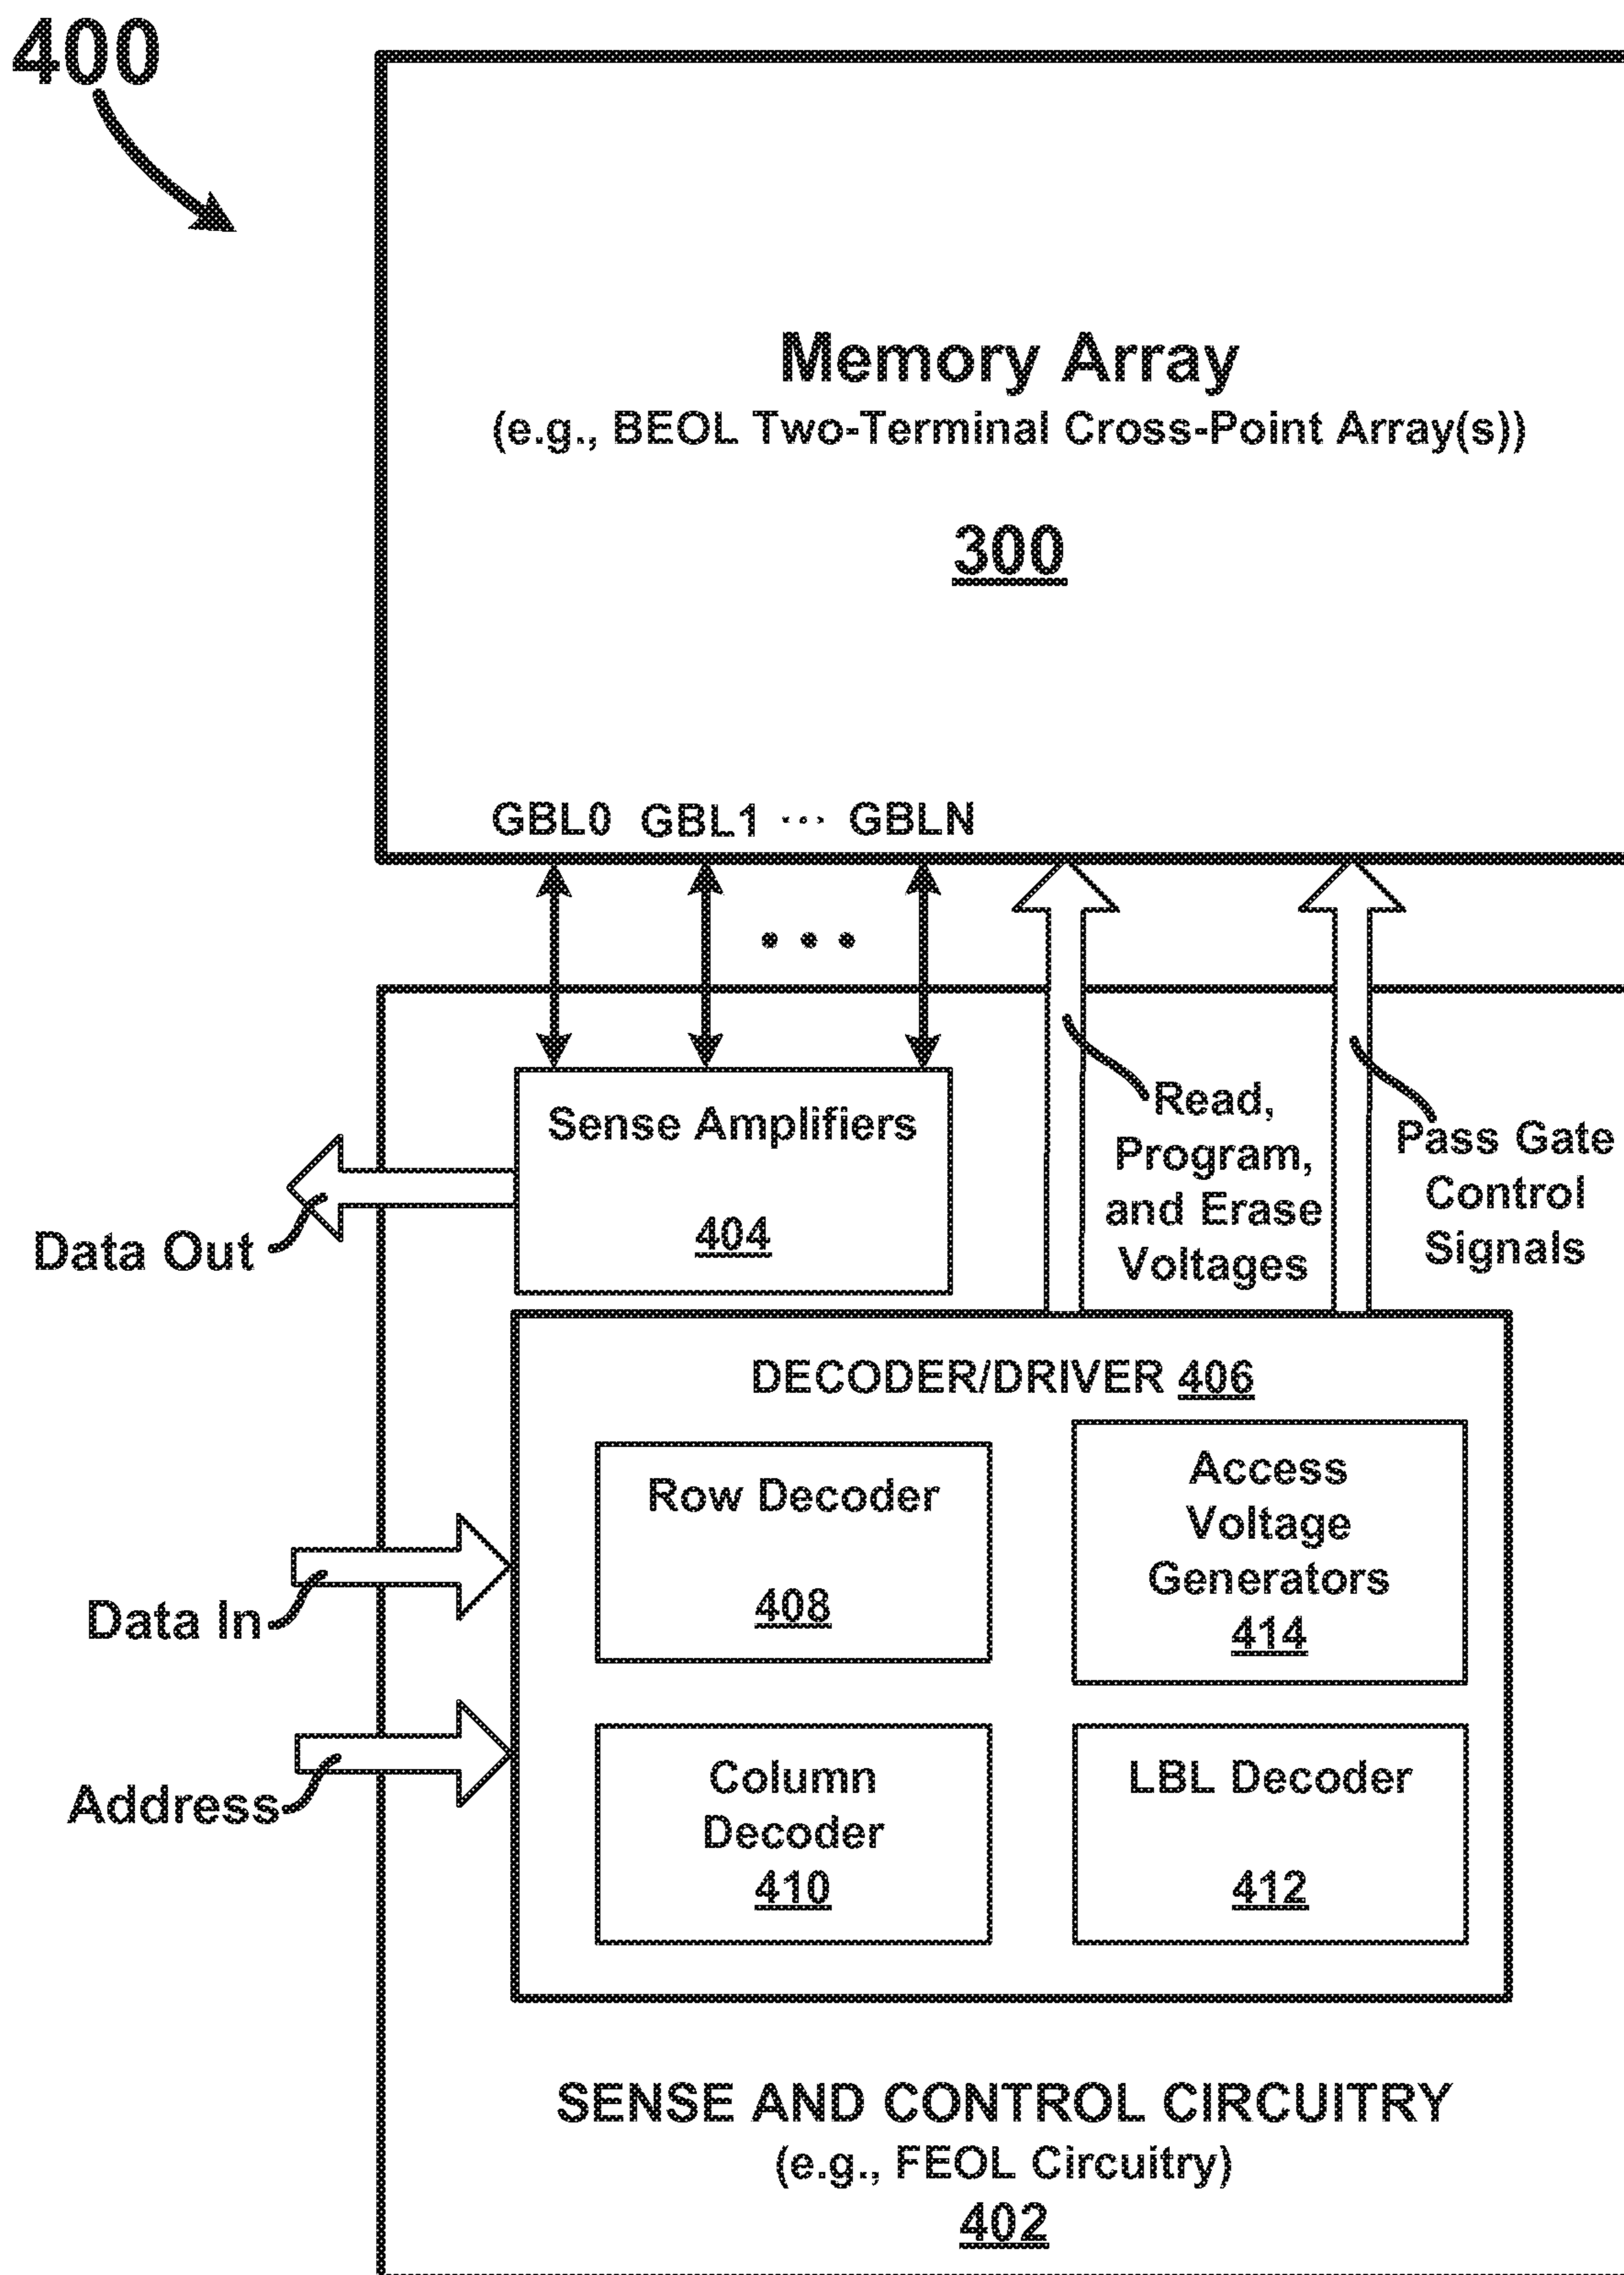 400
Memory Array
(e.g., BEOL Two-Terminal Cross-Point Array(s))
300
GBL0 GBL1 ... GBLN
...
Sense Amplifiers
404
Read,
Program,
and Erase
Voltages
Pass Gate
Control
Signals
Data Out
DECODER/DRIVER 406
Row Decoder
408
Access
Voltage
Generators
414
Data In
Column
Decoder
410
LBL Decoder
412
Address
SENSE AND CONTROL CIRCUITRY
(e.g., FEOL Circuitry)
402